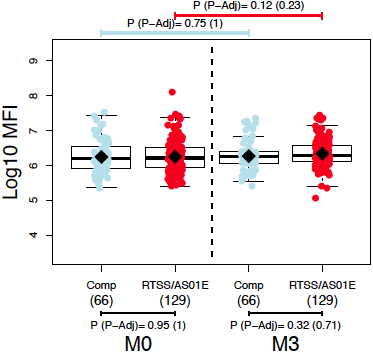 P (P−Adj)= 0.12 (0.23)
P (P−Adj)= 0.75 (1)
Log10 MFI
9
8
7
6
5
4
Comp RTSS/AS01E Comp RTSS/AS01E
(66) (129) (66) (129)
P (P−Adj)= 0.95 (1) P (P−Adj)= 0.32 (0.71)
M0 M3